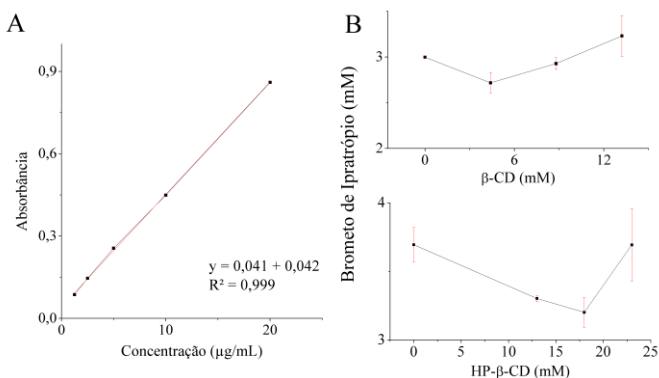 A
0,9
0,6
0,3
0,0
Absorbância
y = 0,041 + 0,042
R² = 0,999
0 10 20
Concentração (µg/mL)
B
Brometo de Ipratrópio (mM)
3
2
0 6 12
β-CD (mM)
4
3
0 5 10 15 20 25
HP-β-CD (mM)